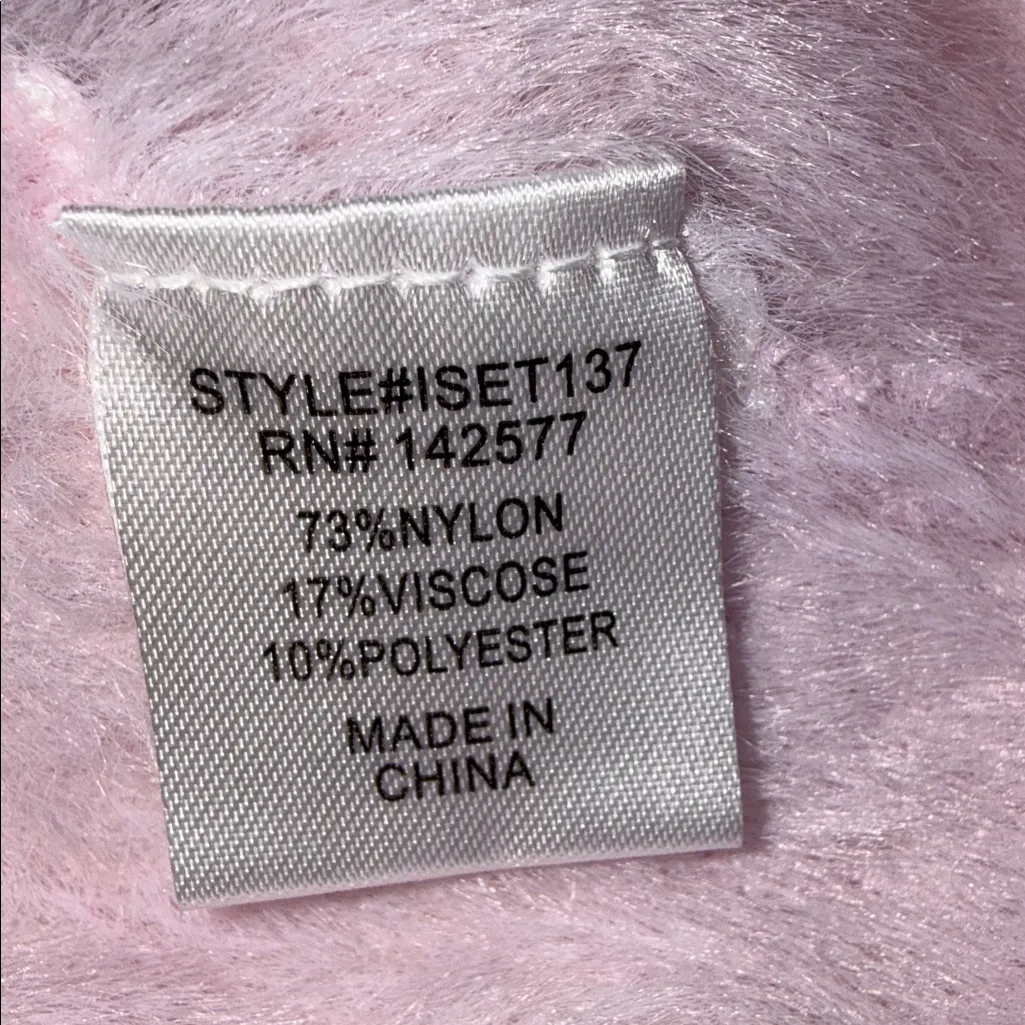 STYLE#ISET137
RN# 142577
73%NYLON
17%VISCOSE
10%POLYESTER
MADE IN
CHINA